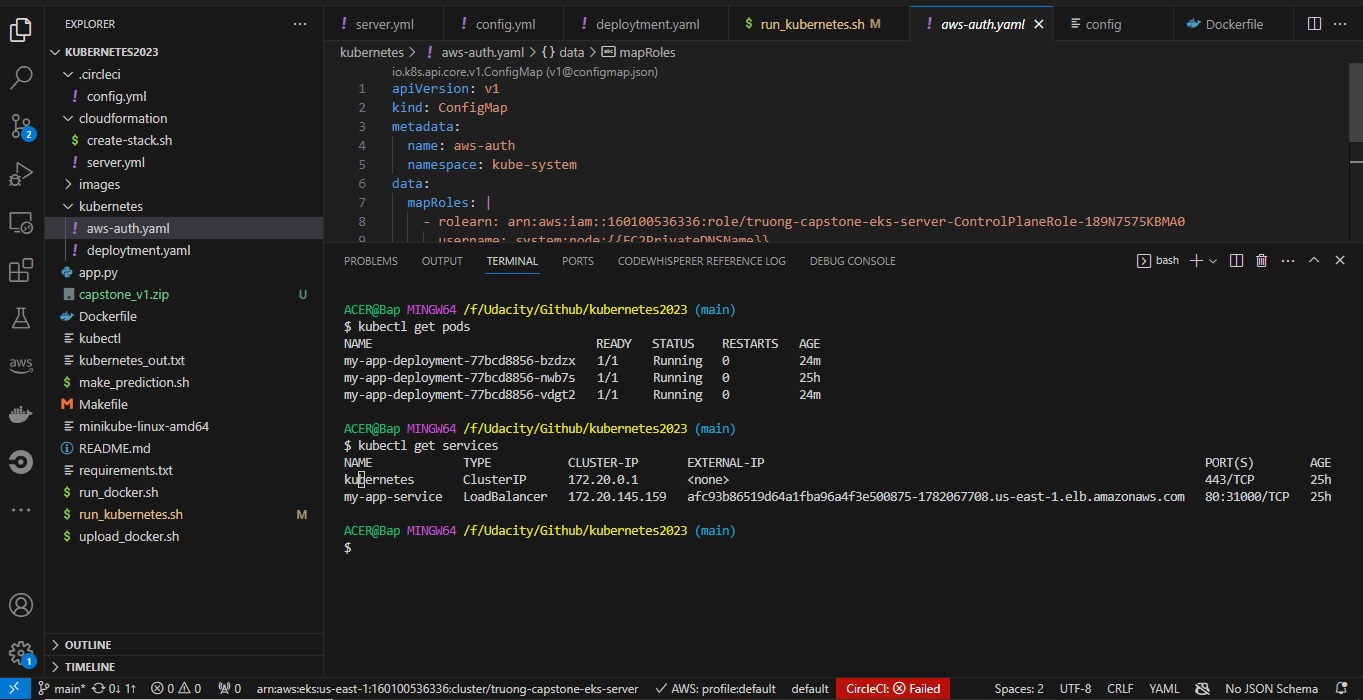 EXPLORER
KUBERNETES2023
.circleci
config.yml
cloudformation
create-stack.sh
server.yml
images
kubernetes
aws-auth.yaml
deploytment.yaml
app.py
capstone_v1.zip U
Dockerfile
kubectl
kubernetes_out.txt
make_prediction.sh
Makefile
minikube-linux-amd64
README.md
requirements.txt
run_docker.sh
run_kubernetes.sh M
upload_docker.sh
OUTLINE
TIMELINE
2
aws
1
server.yml config.yml deploytment.yaml run_kubernetes.sh M aws-auth.yaml config Dockerfile
kubernetes > aws-auth.yaml > {} data > mapRoles
io.k8s.api.core.v1.ConfigMap (v1@configmap.json)
1 apiVersion: v1
2 kind: ConfigMap
3 metadata:
4 name: aws-auth
5 namespace: kube-system
6 data:
7 mapRoles: |
8 - rolearn: arn:aws:iam::160100536336:role/truong-capstone-eks-server-ControlPlaneRole-189N7575KBMA0
9 username: system:node:{{EC2PrivateDNSName}}
PROBLEMS OUTPUT TERMINAL PORTS CODEWHISPERER REFERENCE LOG DEBUG CONSOLE bash
ACER@Bap MINGW64 /f/Udacity/Github/kubernetes2023 (main)
$ kubectl get pods
NAME READY STATUS RESTARTS AGE
my-app-deployment-77bcd8856-bzdzx 1/1 Running 0 24m
my-app-deployment-77bcd8856-nwb7s 1/1 Running 0 25h
my-app-deployment-77bcd8856-vdgt2 1/1 Running 0 24m
ACER@Bap MINGW64 /f/Udacity/Github/kubernetes2023 (main)
$ kubectl get services
NAME TYPE CLUSTER-IP EXTERNAL-IP PORT(S) AGE
kubernetes ClusterIP 172.20.0.1 <none> 443/TCP 25h
my-app-service LoadBalancer 172.20.145.159 afc93b86519d64a1fba96a4f3e500875-1782067708.us-east-1.elb.amazonaws.com 80:31000/TCP 25h
ACER@Bap MINGW64 /f/Udacity/Github/kubernetes2023 (main)
$
main* 0↓ 1↑ 0 0 0 arn:aws:eks:us-east-1:160100536336:cluster/truong-capstone-eks-server AWS: profile:default default CircleCI: Failed Spaces: 2 UTF-8 CRLF YAML No JSON Schema